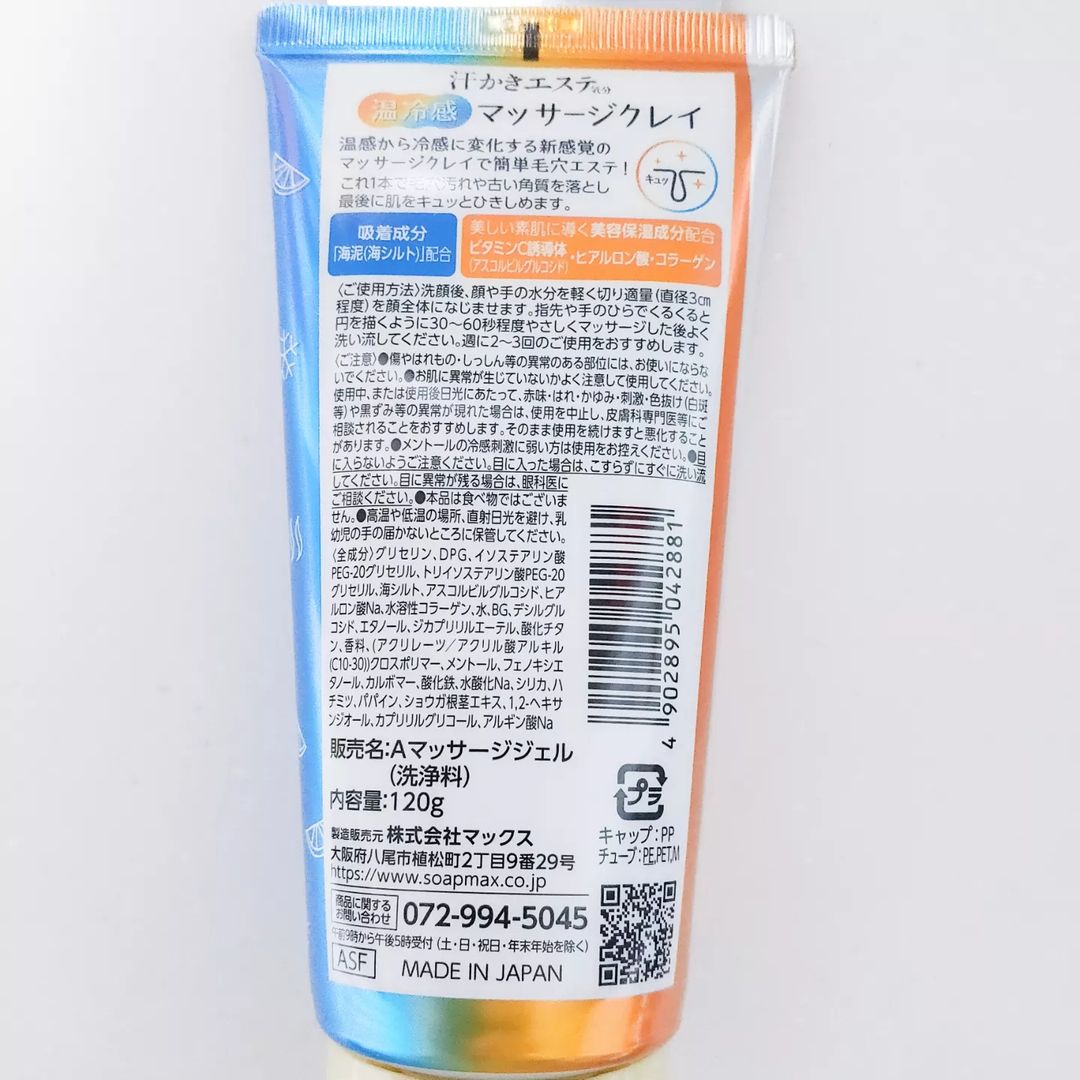 汗かきエステ気分
温冷感 マッサージクレイ
温感から冷感に変化する新感覚の
マッサージクレイで簡単毛穴エステ!
これ1本で毛穴汚れや古い角質を落とし
最後に肌をキュッとひきしめます。
キュッ
吸着成分
「海泥(海シルト)」配合
美しい素肌に導く美容保湿成分配合
ビタミンC誘導体・ヒアルロン酸・コラーゲン
(アスコルビルグルコシド)
〈ご使用方法〉洗顔後、顔や手の水分を軽く切り適量(直径3cm
程度)を顔全体になじませます。指先や手のひらでくるくると
円を描くように30〜60秒程度やさしくマッサージした後よく
洗い流してください。週に2〜3回のご使用をおすすめします。
〈ご注意〉●傷やはれもの・しっしん等の異常のある部位には、お使いにならな
いでください。●お肌に異常が生じていないかよく注意して使用してください。
使用中、または使用後日光にあたって、赤味・はれ・かゆみ・刺激・色抜け(白斑
等)や黒ずみ等の異常が現れた場合は、使用を中止し、皮膚科専門医等にご
相談されることをおすすめします。そのまま使用を続けますと悪化すること
があります。●メントールの冷感刺激に弱い方は使用をお控えください。●目
に入らないようご注意ください。目に入った場合は、こすらずにすぐに洗い流
してください。目に異常が残る場合は、眼科医に
ご相談ください。●本品は食べ物ではございま
せん。●高温や低温の場所、直射日光を避け、乳
幼児の手の届かないところに保管してください。
〈全成分〉グリセリン、DPG、イソステアリン酸
PEG-20グリセリル、トリイソステアリン酸PEG-20
グリセリル、海シルト、アスコルビルグルコシド、ヒア
ルロン酸Na、水溶性コラーゲン、水、BG、デシルグル
コシド、エタノール、ジカプリリルエーテル、酸化チタ
ン、香料、(アクリレーツ/アクリル酸アルキル
(C10-30))クロスポリマー、メントール、フェノキシエ
タノール、カルボマー、酸化鉄、水酸化Na、シリカ、ハ
チミツ、パパイン、ショウガ根茎エキス、1,2-ヘキサ
ンジオール、カプリリルグリコール、アルギン酸Na
4 902895 042881
販売名:Aマッサージジェル
(洗浄料)
内容量:120g
プラ
キャップ:PP
チューブ:PE,PET,M
製造販売元 株式会社マックス
大阪府八尾市植松町2丁目9番29号
https://www.soapmax.co.jp
商品に関する
お問い合わせ 072-994-5045
午前9時から午後5時受付(土・日・祝日・年末年始を除く)
ASF MADE IN JAPAN